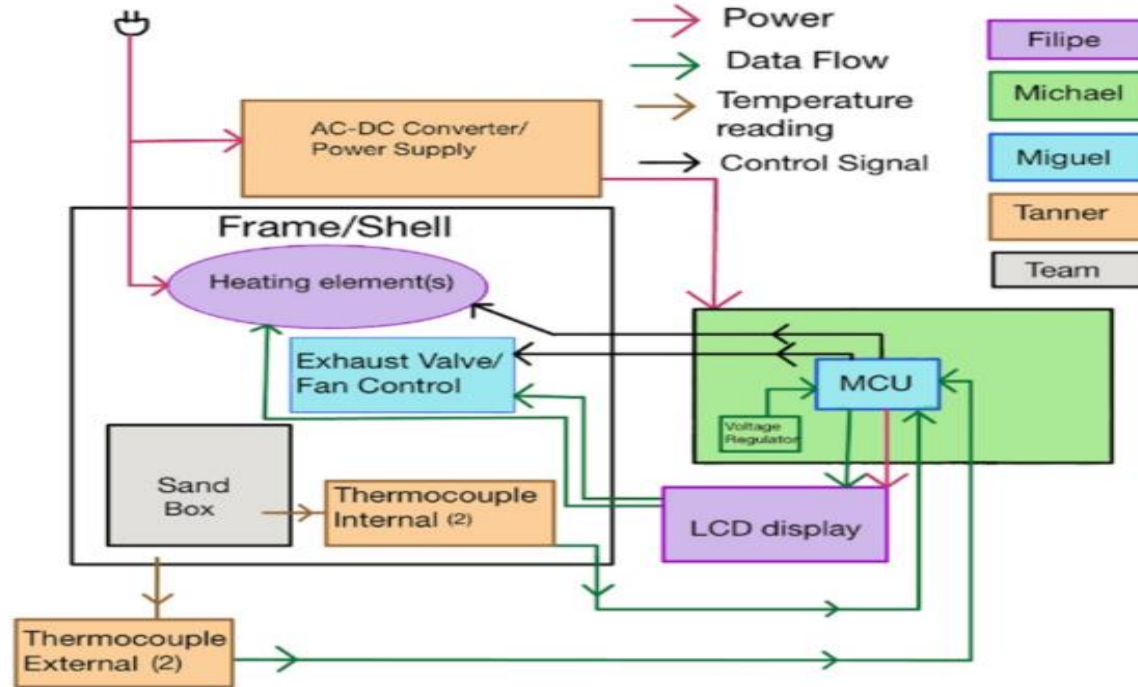 Power
Data Flow
Temperature
reading
Control Signal
Filipe
Michael
Miguel
Tanner
Team
AC-DC Converter/
Power Supply
Frame/Shell
Heating element(s)
Exhaust Valve/
Fan Control
MCU
Voltage
Regulator
Sand
Box
Thermocouple
Internal (2)
LCD display
Thermocouple
External (2)